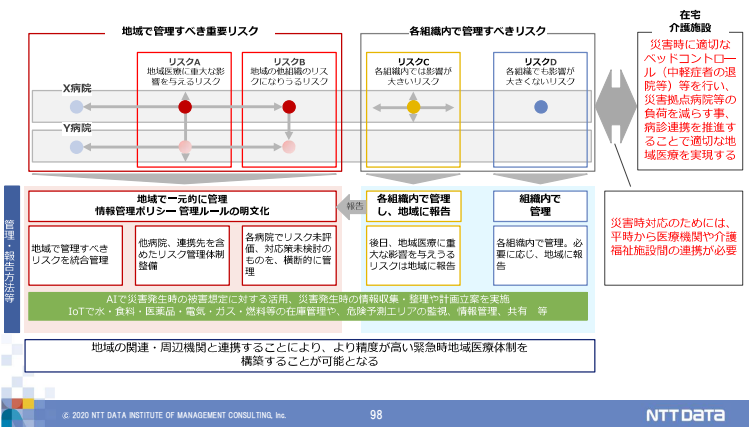 地域で管理すべき重要リスク
各組織内で管理すべきリスク
在宅
介護施設
リスクA
地域医療に重大な影
響を与えるリスク
リスクB
地域の他組織のリス
クになりうるリスク
リスクC
各組織内では影響が
大きいリスク
リスクD
各組織でも影響が
大きくないリスク
X病院
Y病院
災害時に適切な
ベッドコントロー
ル（中軽症者の退
院等）等を行い、
災害拠点病院等の
負荷を減らす事、
病診連携を推進す
ることで適切な地
域医療を実現する
管理・報告方法等
地域で一元的に管理
情報管理ポリシー 管理ルールの明文化
報告
各組織内で管理
し、地域に報告
組織内で
管理
地域で管理すべき
リスクを統合管理
他病院、連携先を含
めたリスク管理体制
整備
各病院でリスク未評
価、対応策未検討の
ものを、横断的に管
理
後日、地域医療に重
大な影響を与えうる
リスクは地域に報告
各組織内で管理。必
要に応じ、地域に報
告
災害時対応のためには、
平時から医療機関や介護
福祉施設間の連携が必要
AIで災害発生時の被害想定に対する活用、災害発生時の情報収集・整理や計画立案を実施
IoTで水・食料・医薬品・電気・ガス・燃料等の在庫管理や、危険予測エリアの監視、情報管理、共有　等
地域の関連・周辺機関と連携することにより、より精度が高い緊急時地域医療体制を
構築することが可能となる
© 2020 NTT DATA INSTITUTE OF MANAGEMENT CONSULTING, Inc.
98
NTT DATA